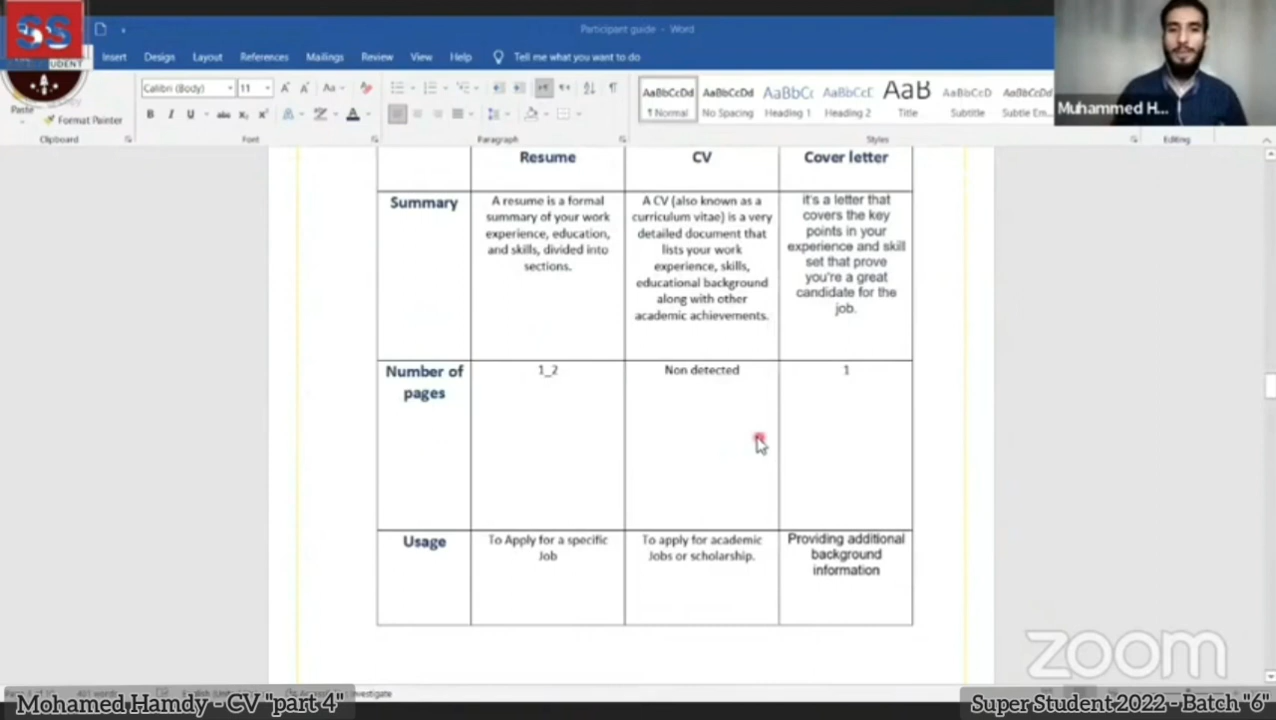 SS
UDENT
Participant guide - Word
Insert Design Layout References Mailings Review View Help Tell me what you want to do
Calibri (Body) 11
Paste
Format Painter
Clipboard
Font
Paragraph
AaBbCcDd AaBbCcDd AaBbCc AaBbCcE AaB AaBbCcD AaBbCcDd
¶ Normal No Spacing Heading 1 Heading 2 Title Subtitle Subtle Em...
Styles
Editing
Muhammed H...
Resume CV Cover letter
Summary
A resume is a formal
summary of your work
experience, education,
and skills, divided into
sections.
A CV (also known as a
curriculum vitae) is a very
detailed document that
lists your work
experience, skills,
educational background
along with other
academic achievements.
it's a letter that
covers the key
points in your
experience and skill
set that prove
you're a great
candidate for the
job.
Number of
pages
1_2
Non detected
1
Usage
To Apply for a specific
Job
To apply for academic
Jobs or scholarship.
Providing additional
background
information
zoom
Mohamed Hamdy - CV "part 4"
Super Student 2022 - Batch "6"